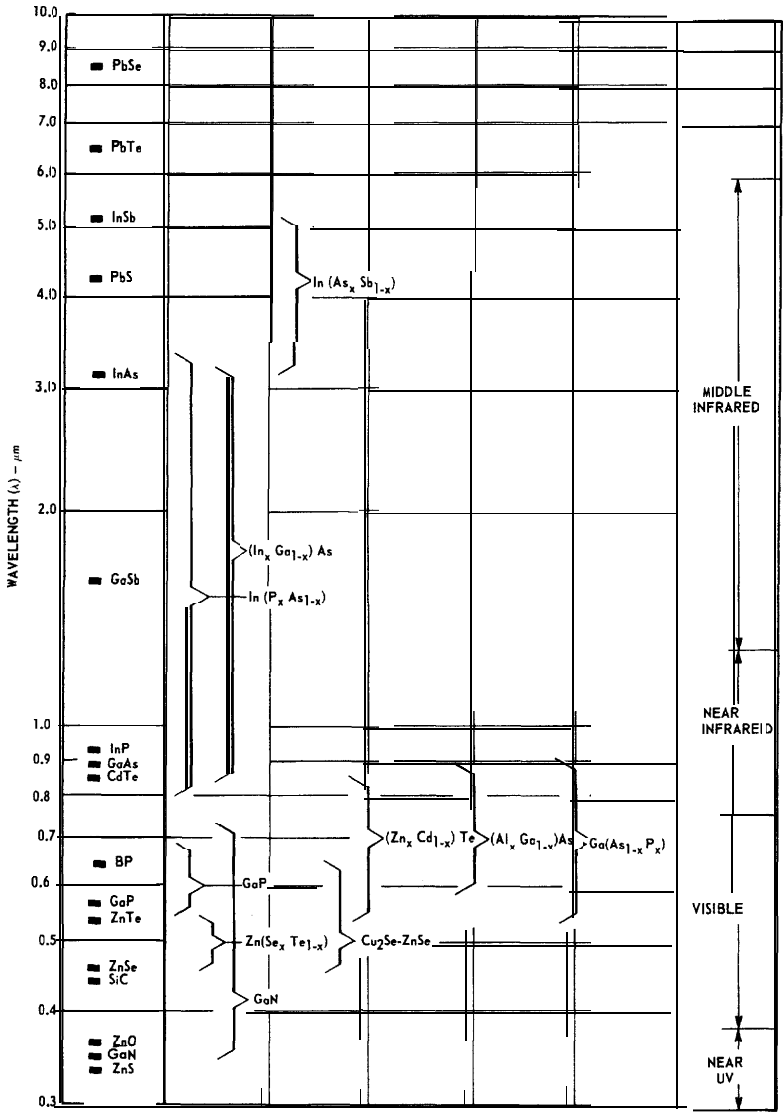 10.0
9.0
PbSe
8.0
7.0
PbTe
6.0
InSb
5.0
PbS
In (Asx Sb1-x)
4.0
InAs
3.0
MIDDLE
INFRARED
WAVELENGTH (λ) – μm
2.0
(Inx Ga1-x) As
GaSb
In (Px As1-x)
1.0
NEAR
INFRAREID
InP
0.9
GaAs
CdTe
0.8
0.7
(Znx Cd1-x) Te
(Alx Ga1-x)As
Ga(As1-x Px)
BP
0.6
GaP
GaP
ZnTe
VISIBLE
0.5
Zn(Sex Te1-x)
Cu2Se-ZnSe
ZnSe
SiC
GaN
0.4
ZnO
GaN
ZnS
NEAR
UV
0.3